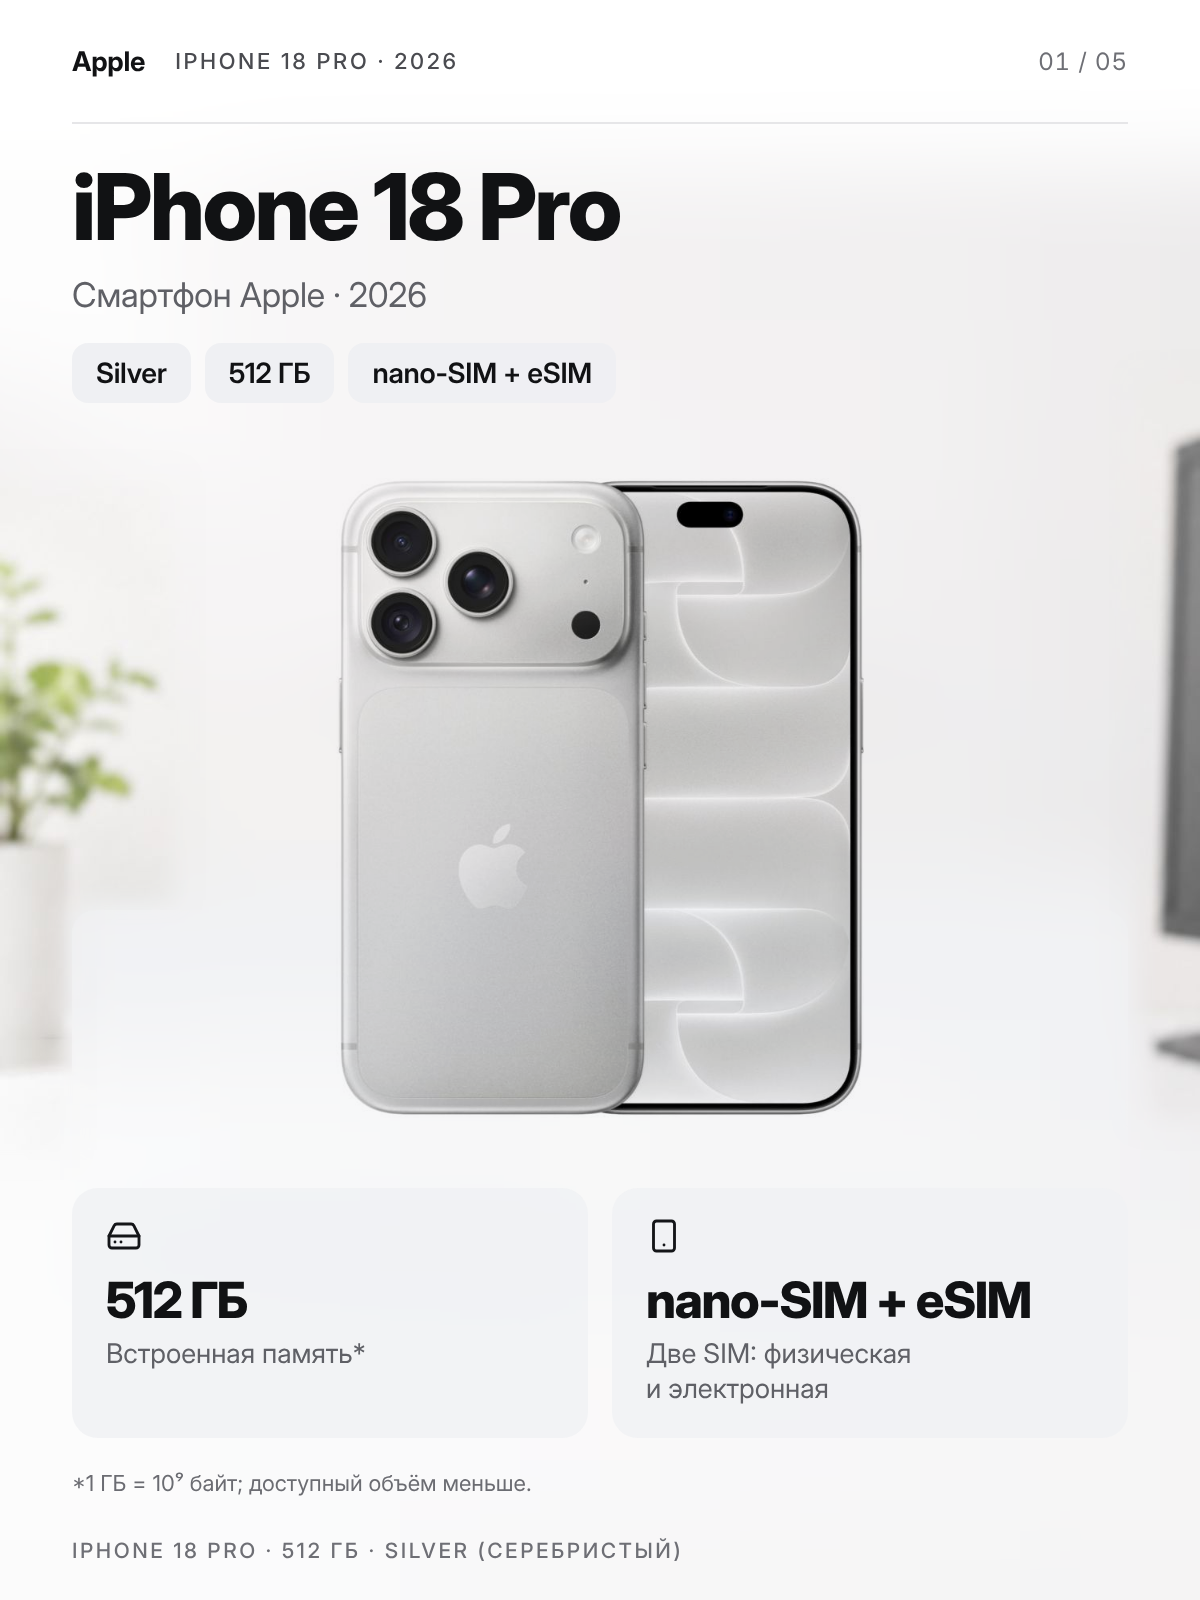 Apple IPHONE 18 PRO · 2026 01 / 05
iPhone 18 Pro
Смартфон Apple · 2026
Silver 512 ГБ nano-SIM + eSIM
512 ГБ
Встроенная память*
nano-SIM + eSIM
Две SIM: физическая
и электронная
*1 ГБ = 10⁹ байт; доступный объём меньше.
IPHONE 18 PRO · 512 ГБ · SILVER (СЕРЕБРИСТЫЙ)